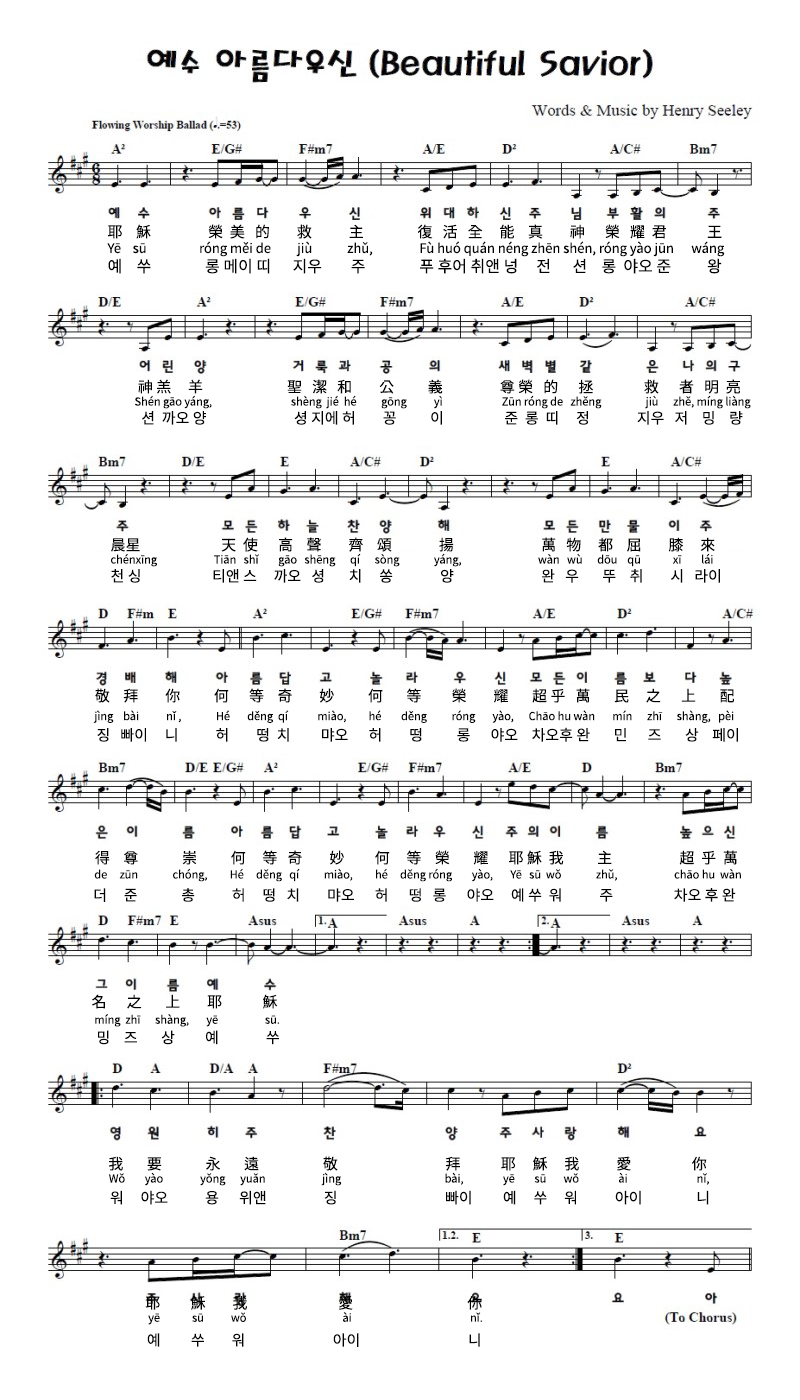 예수 아름다우신 (Beautiful Savior)
Words & Music by Henry Seeley
Flowing Worship Ballad (♩.=53)
A² E/G# F#m7 A/E D² A/C# Bm7
6
8
예 수 아 름 다 우 신 위 대 하 신 주 님 부 활 의 주
耶 穌 榮 美 的 救 主 復 活 全 能 真 神 榮 耀 君 王
Yē sū róng měi de jiù zhǔ, Fù huó quán néng zhēn shén, róng yào jūn wáng
예 쑤 롱 메이 띠 지우 주 푸 후어 취앤 넝 전 션 롱 야오 준 왕
D/E A² E/G# F#m7 A/E D² A/C#
어 린 양 거 룩 과 공 의 새 벽 별 같 은 나 의 구
神 羔 羊 聖 潔 和 公 義 尊 榮 的 拯 救 者 明 亮
Shén gāo yáng, shèng jié hé gōng yì Zūn róng de zhěng jiù zhě, míng liàng
션 까오 양 셩 지에 허 꽁 이 준 롱 띠 정 지우 저 밍 량
Bm7 D/E E A/C# D² E A/C#
주 모 든 하 늘 찬 양 해 모 든 만 물 이 주
晨星 天 使 高 聲 齊 頌 揚 萬 物 都 屈 膝 來
chénxīng Tiān shǐ gāo shēng qí sòng yáng, wàn wù dōu qū xī lái
천 싱 티앤 스 까오 셩 치 쏭 양 완 우 뚜 취 시 라이
D F#m E A² E/G# F#m7 A/E D² A/C#
경 배 해 아 름 답 고 놀 라 우 신 모 든 이 름 보 다 높
敬 拜 你 何 等 奇 妙 何 等 榮 耀 超 乎 萬 民 之 上 配
jìng bài nǐ, Hé děng qí miào, hé děng róng yào, Chāo hu wàn mín zhī shàng, pèi
징 빠이 니 허 떵 치 먀오 허 떵 롱 야오 차오 후 완 민 즈 상 페이
Bm7 D/E E/G# A² E/G# F#m7 A/E D Bm7
은 이 름 아 름 답 고 놀 라 우 신 주 의 이 름 높 으 신
得 尊 崇 何 等 奇 妙 何 等 榮 耀 耶 穌 我 主 超 乎 萬
de zūn chóng, Hé děng qí miào, hé děng róng yào, Yē sū wǒ zhǔ, chāo hu wàn
더 준 총 허 떵 치 먀오 허 떵 롱 야오 예 쑤 워 주 차오 후 완
D F#m7 E Asus 1. A Asus A 2. A Asus A
그 이 름 예 수
名 之 上 耶 穌
míng zhī shàng, yē sū.
밍 즈 상 예 쑤
D A D/A A F#m7 D²
영 원 히 주 찬 양 주 사 랑 해 요
我 要 永 遠 敬 拜 耶 穌 我 愛 你
Wǒ yào yǒng yuǎn jìng bài, yē sū wǒ ài nǐ,
워 야오 용 위앤 징 빠이 예 쑤 워 아이 니
Bm7 1.2. E 3. E
요 아
耶 穌 我 愛 你
yē sū wǒ ài nǐ. (To Chorus)
예 쑤 워 아이 니